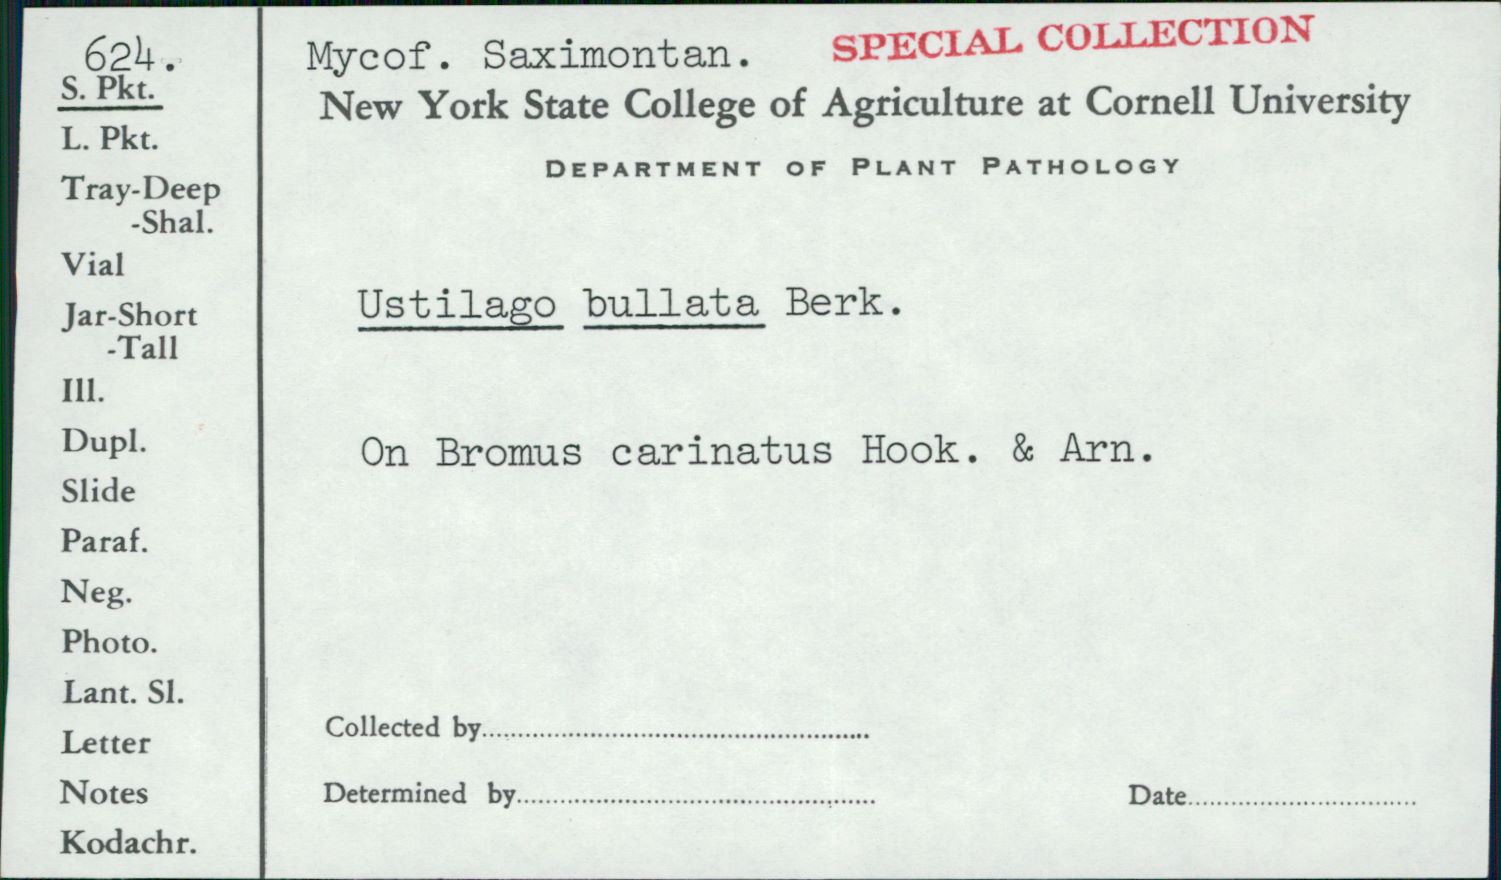 624.
S. Pkt.
L. Pkt.
Tray-Deep
-Shal.
Vial
Jar-Short
-Tall
Ill.
Dupl.
Slide
Paraf.
Neg.
Photo.
Lant. Sl.
Letter
Notes
Kodachr.
Mycof. Saximontan.
SPECIAL COLLECTION
New York State College of Agriculture at Cornell University
DEPARTMENT OF PLANT PATHOLOGY
Ustilago bullata Berk.
On Bromus carinatus Hook. & Arn.
Collected by
Determined by
Date